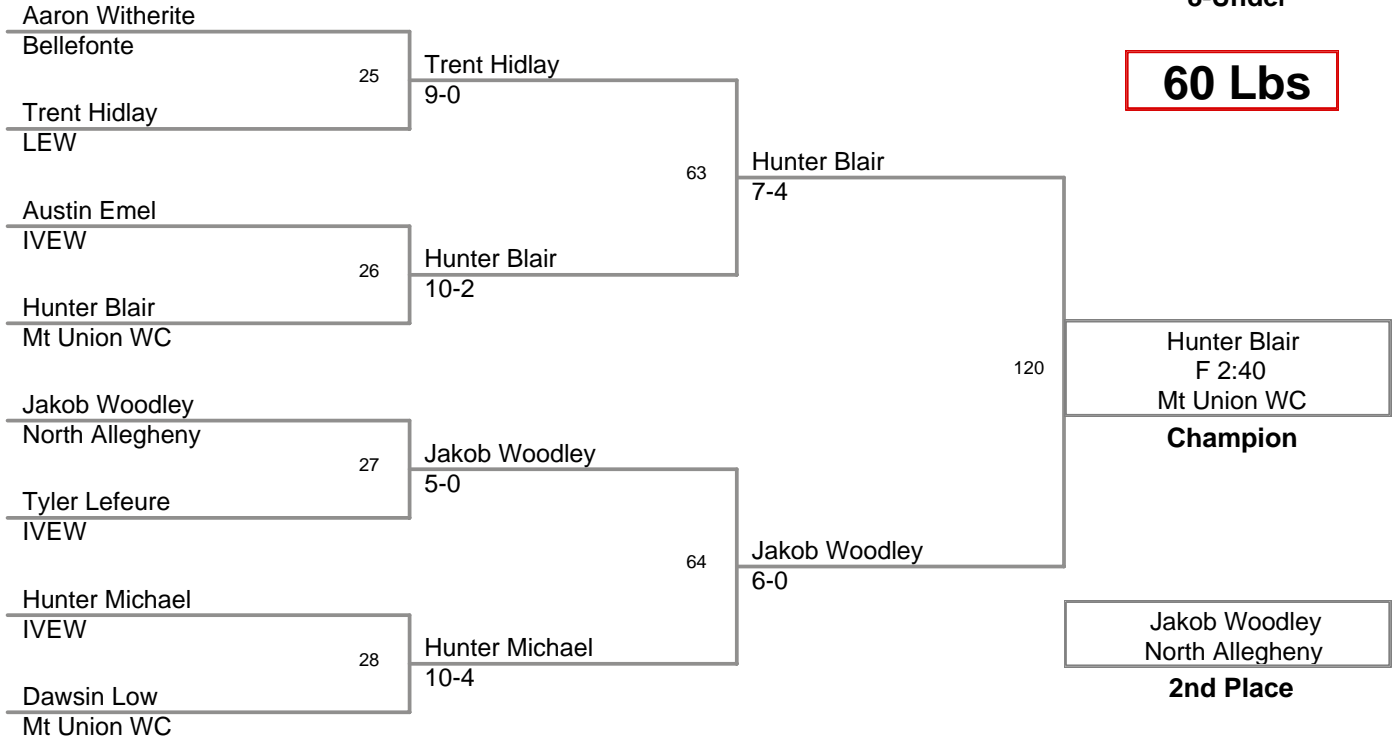 Aaron Witherite
Bellefonte
25
Trent Hidlay
LEW
Trent Hidlay
9-0
Austin Emel
IVEW
26
Hunter Blair
Mt Union WC
Hunter Blair
10-2
63
Hunter Blair
7-4
Jakob Woodley
North Allegheny
27
Tyler Lefeure
IVEW
Jakob Woodley
5-0
Hunter Michael
IVEW
28
Dawsin Low
Mt Union WC
Hunter Michael
10-4
64
Jakob Woodley
6-0
120
60 Lbs
Hunter Blair
F 2:40
Mt Union WC
Champion
Jakob Woodley
North Allegheny
2nd Place